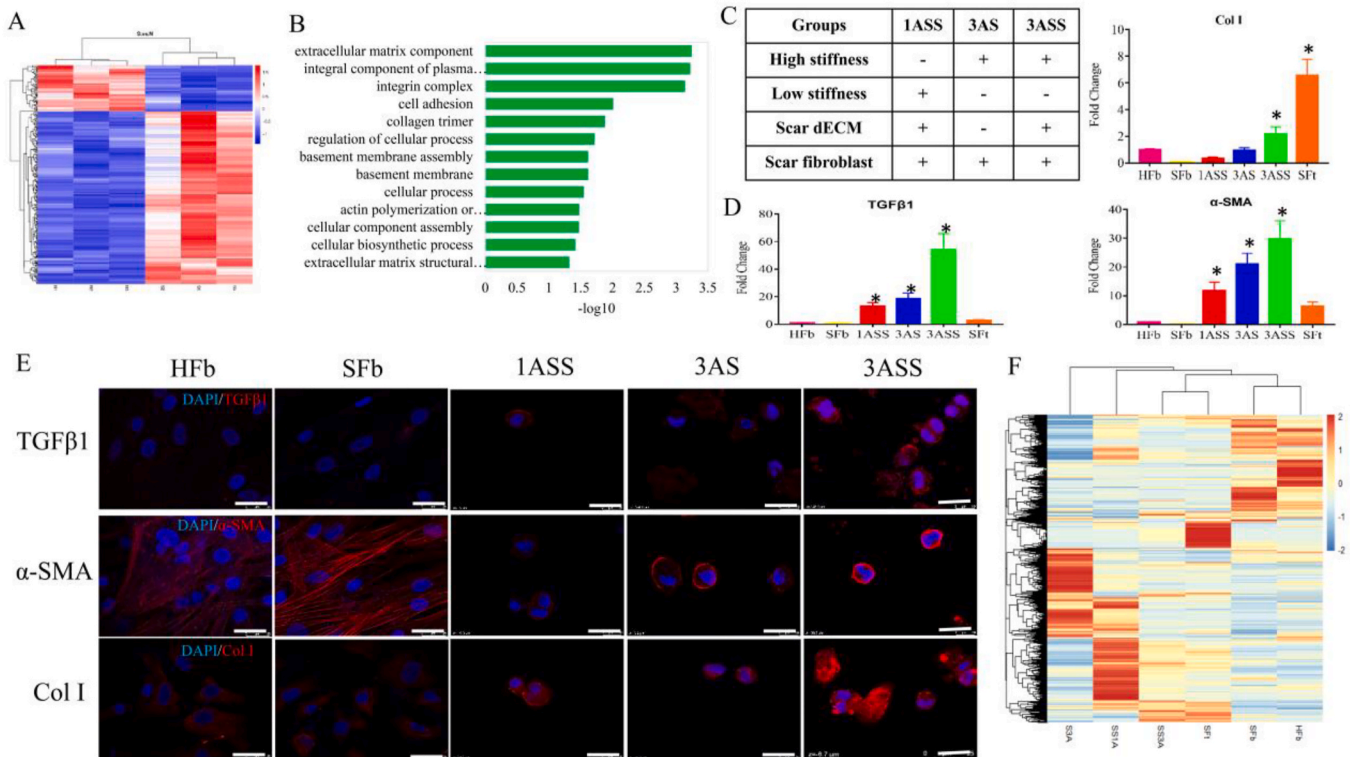 A
S.vs.N
B
extracellular matrix component
integral component of plasma...
integrin complex
cell adhesion
collagen trimer
regulation of cellular process
basement membrane assembly
basement membrane
cellular process
actin polymerization or ...
cellular component assembly
cellular biosynthetic process
extracellular matrix structural...
0 0.5 1 1.5 2 2.5 3 3.5
-log10
C
Groups 1ASS 3AS 3ASS
High stiffness - + +
Low stiffness + - -
Scar dECM + - +
Scar fibroblast + + +
Col I
Fold Change
10
8
6
4
2
0
* *
HFb SFb 1ASS 3AS 3ASS SFt
D
TGFβ1
Fold Change
80
60
40
20
0
* * *
HFb SFb 1ASS 3AS 3ASS SFt
α-SMA
Fold Change
40
30
20
10
0
* * *
HFb SFb 1ASS 3AS 3ASS SFt
E
HFb SFb 1ASS 3AS 3ASS
TGFβ1
DAPI/TGFβ1
α-SMA
DAPI/α-SMA
Col I
DAPI/Col I
F
2
1
0
-1
-2
S3A SS1A SS3A SFt SFb HFb